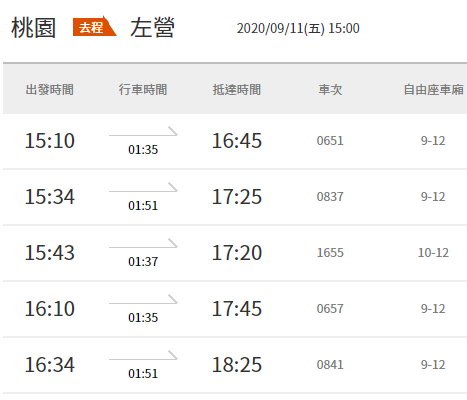 桃園 去程 左營 2020/09/11(五) 15:00
出發時間 行車時間 抵達時間 車次 自由座車廂
15:10 01:35 16:45 0651 9-12
15:34 01:51 17:25 0837 9-12
15:43 01:37 17:20 1655 10-12
16:10 01:35 17:45 0657 9-12
16:34 01:51 18:25 0841 9-12